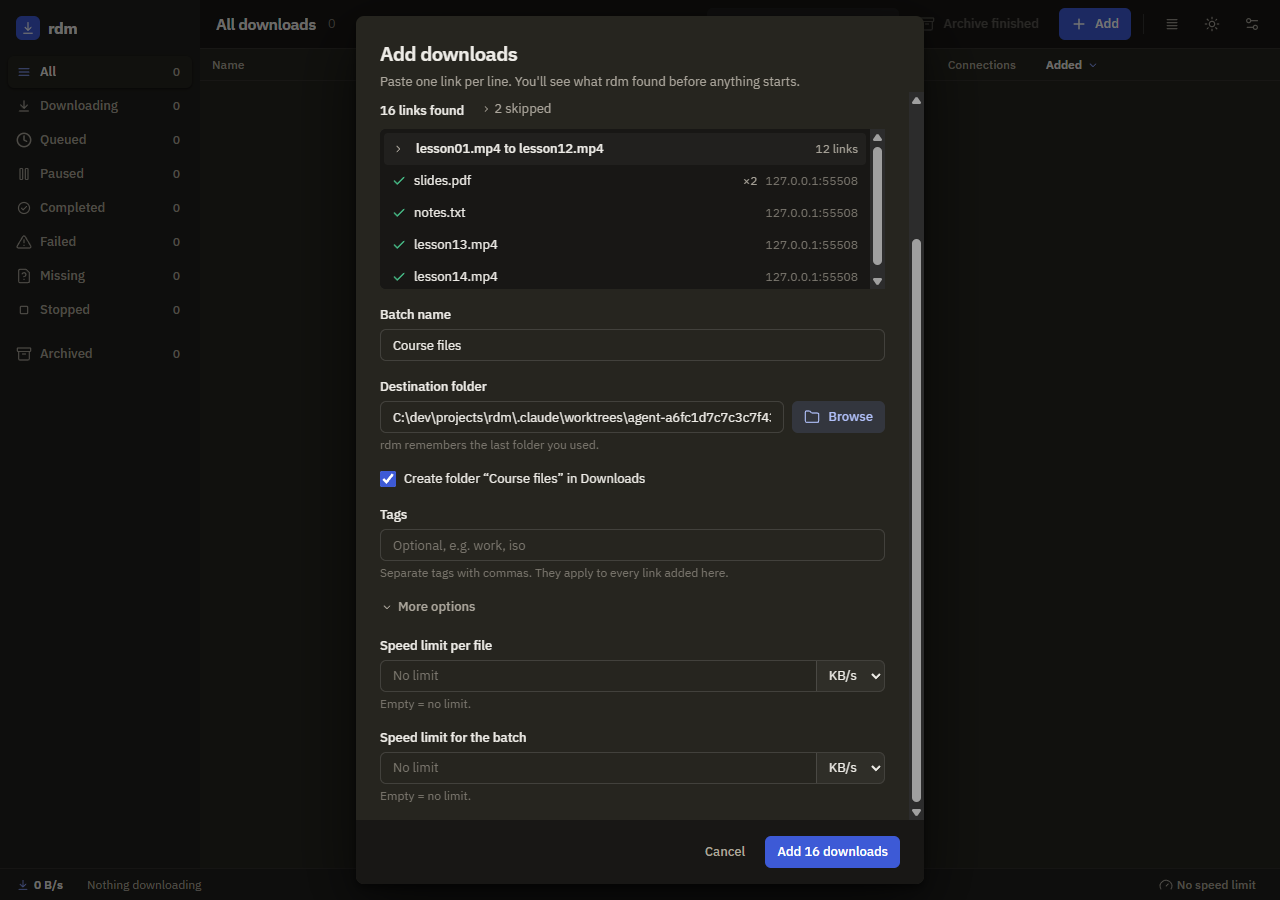 rdm
All downloads 0
Archive finished
Add
All 0
Downloading 0
Queued 0
Paused 0
Completed 0
Failed 0
Missing 0
Stopped 0
Archived 0
Name
Connections
Added
Add downloads
Paste one link per line. You'll see what rdm found before anything starts.
16 links found
2 skipped
lesson01.mp4 to lesson12.mp4 12 links
slides.pdf ×2 127.0.0.1:55508
notes.txt 127.0.0.1:55508
lesson13.mp4 127.0.0.1:55508
lesson14.mp4 127.0.0.1:55508
Batch name
Course files
Destination folder
C:\dev\projects\rdm\.claude\worktrees\agent-a6fc1d7c7c3c7f4
Browse
rdm remembers the last folder you used.
Create folder “Course files” in Downloads
Tags
Optional, e.g. work, iso
Separate tags with commas. They apply to every link added here.
More options
Speed limit per file
No limit KB/s
Empty = no limit.
Speed limit for the batch
No limit KB/s
Empty = no limit.
Cancel
Add 16 downloads
0 B/s
Nothing downloading
No speed limit